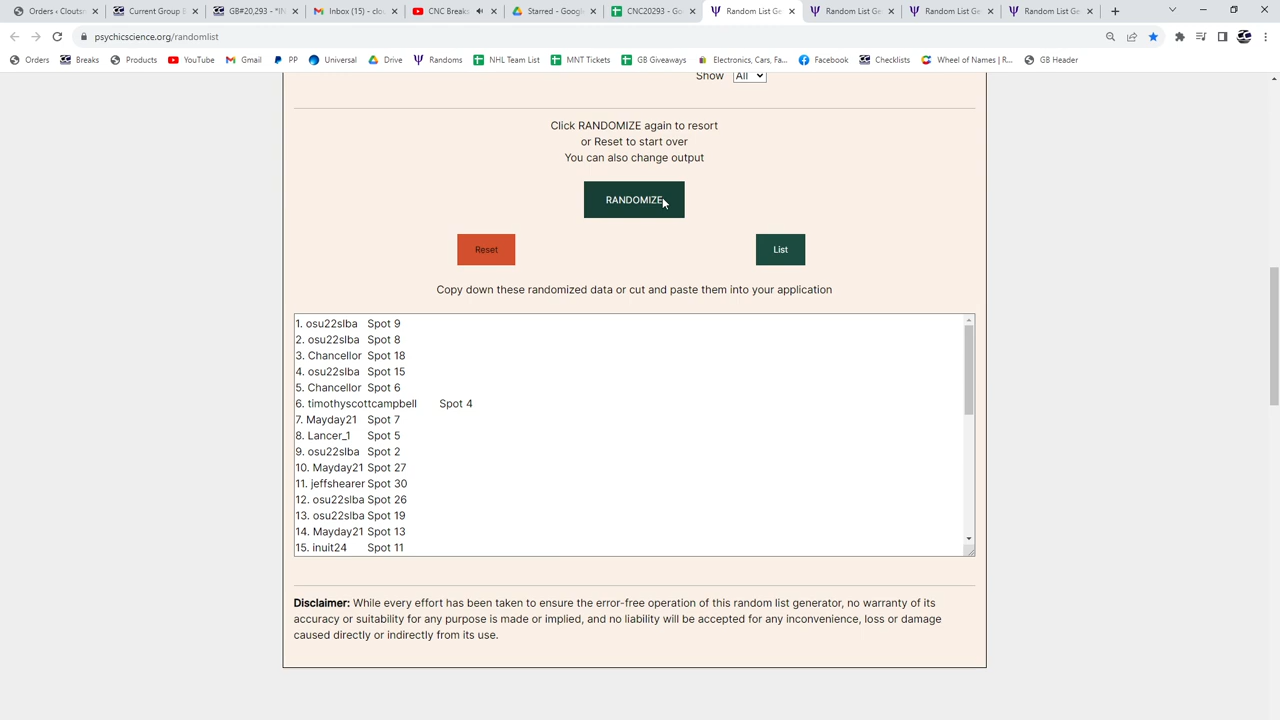 Orders ‹ Cloutsn
Current Group B
GB#20,293 - *IN
Inbox (15) - clou
CNC Breaks
Starred - Google
CNC20293 - Go
Random List Ge
Random List Ge
Random List Ge
Random List Ge
psychicscience.org/randomlist
Orders
Breaks
Products
YouTube
Gmail
PP
Universal
Drive
Randoms
NHL Team List
MNT Tickets
GB Giveaways
Electronics, Cars, Fa...
Facebook
Checklists
Wheel of Names | R...
GB Header
Show All
Click RANDOMIZE again to resort
or Reset to start over
You can also change output
RANDOMIZE
Reset
List
Copy down these randomized data or cut and paste them into your application
1. osu22slba Spot 9
2. osu22slba Spot 8
3. Chancellor Spot 18
4. osu22slba Spot 15
5. Chancellor Spot 6
6. timothyscottcampbell Spot 4
7. Mayday21 Spot 7
8. Lancer_1 Spot 5
9. osu22slba Spot 2
10. Mayday21 Spot 27
11. jeffshearer Spot 30
12. osu22slba Spot 26
13. osu22slba Spot 19
14. Mayday21 Spot 13
15. inuit24 Spot 11
Disclaimer: While every effort has been taken to ensure the error-free operation of this random list generator, no warranty of its
accuracy or suitability for any purpose is made or implied, and no liability will be accepted for any inconvenience, loss or damage
caused directly or indirectly from its use.